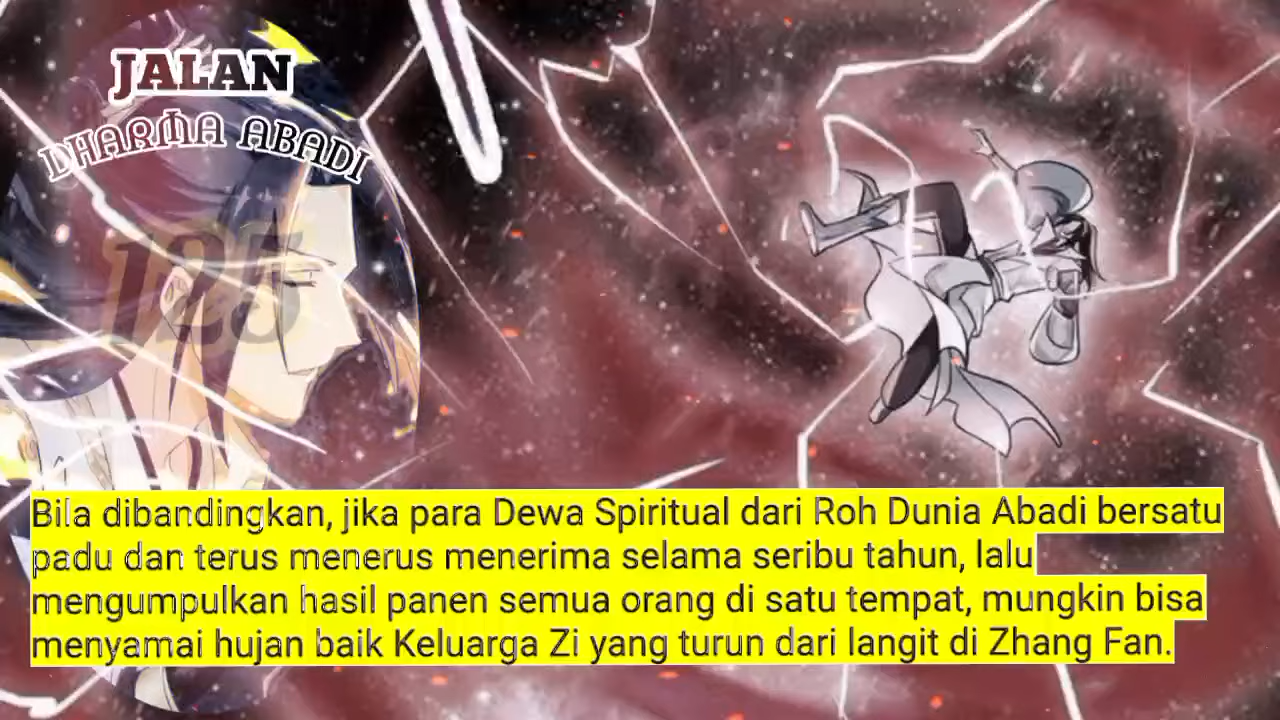 JALAN
DHARMA ABADI
125
Bila dibandingkan, jika para Dewa Spiritual dari Roh Dunia Abadi bersatu
padu dan terus menerus menerima selama seribu tahun, lalu
mengumpulkan hasil panen semua orang di satu tempat, mungkin bisa
menyamai hujan baik Keluarga Zi yang turun dari langit di Zhang Fan.